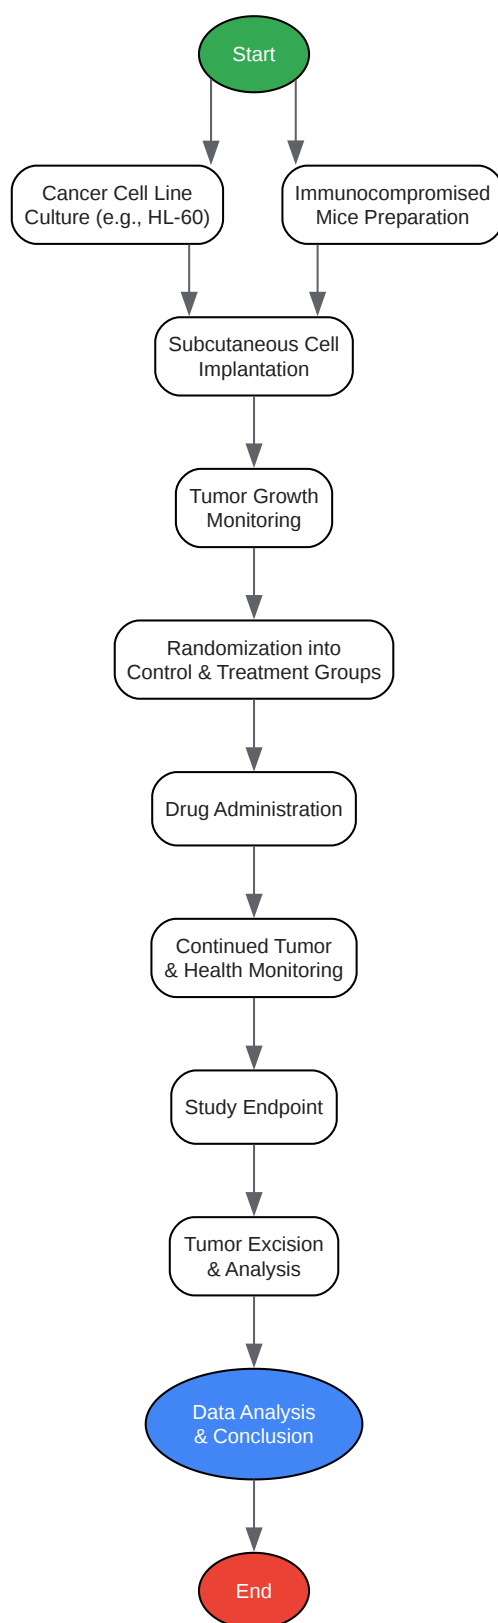 Start
Cancer Cell Line
Culture (e.g., HL-60)
Immunocompromised
Mice Preparation
Subcutaneous Cell
Implantation
Tumor Growth
Monitoring
Randomization into
Control & Treatment Groups
Drug Administration
Continued Tumor
& Health Monitoring
Study Endpoint
Tumor Excision
& Analysis
Data Analysis
& Conclusion
End